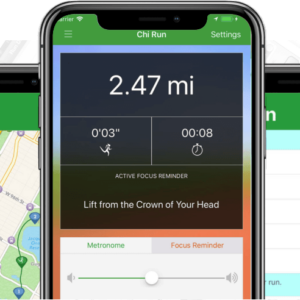 Carrier
Chi Run
Settings
2.47 mi
0'03"
00:08
ACTIVE FOCUS REMINDER
Lift from the Crown of Your Head
Metronome
Focus Reminder
n
r run.